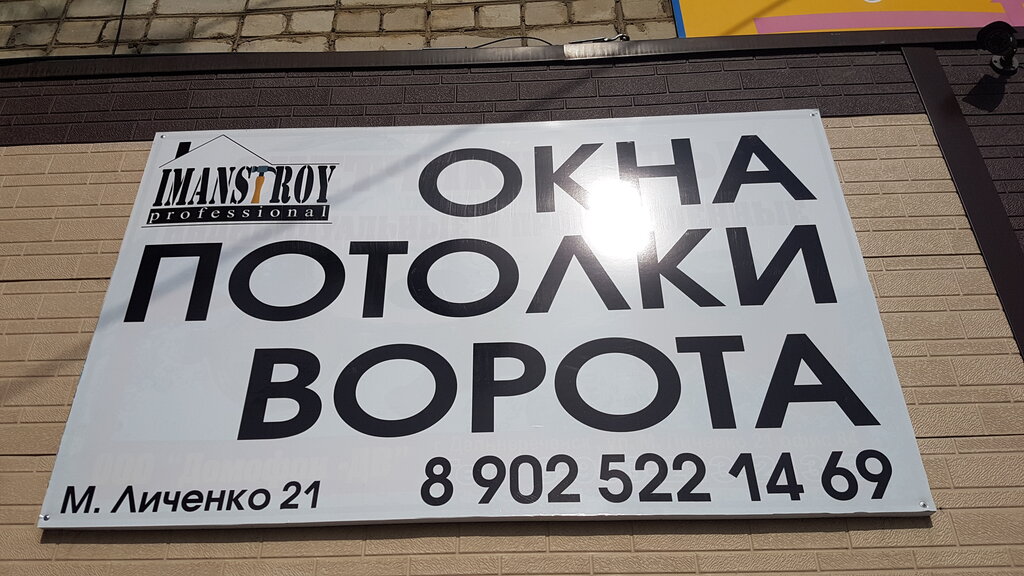 IMANSTROY
professional
ОКНА
ПОТОЛКИ
ВОРОТА
М. Личенко 21
8 902 522 14 69